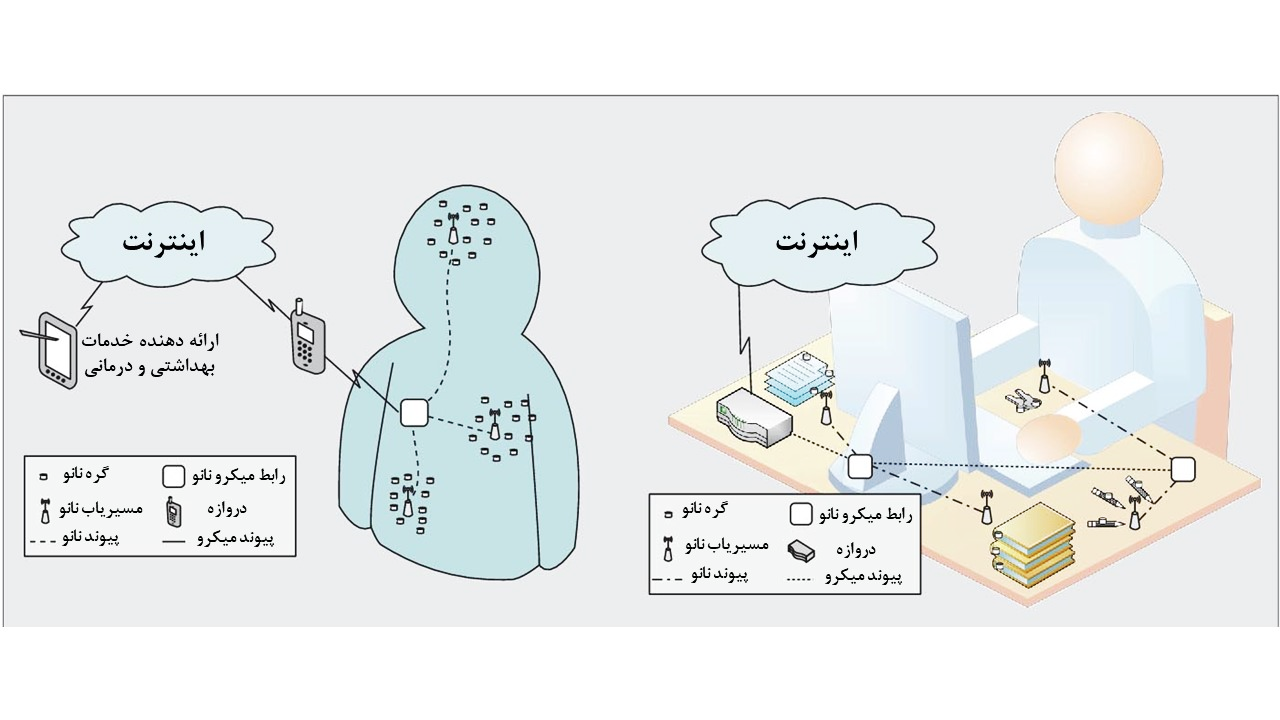 اینترنت
ارائه دهنده خدمات
بهداشتی و درمانی
رابط میکرو نانو
گره نانو
دروازه
مسیریاب نانو
پیوند میکرو
پیوند نانو
اینترنت
رابط میکرو نانو
گره نانو
دروازه
مسیریاب نانو
پیوند میکرو
پیوند نانو